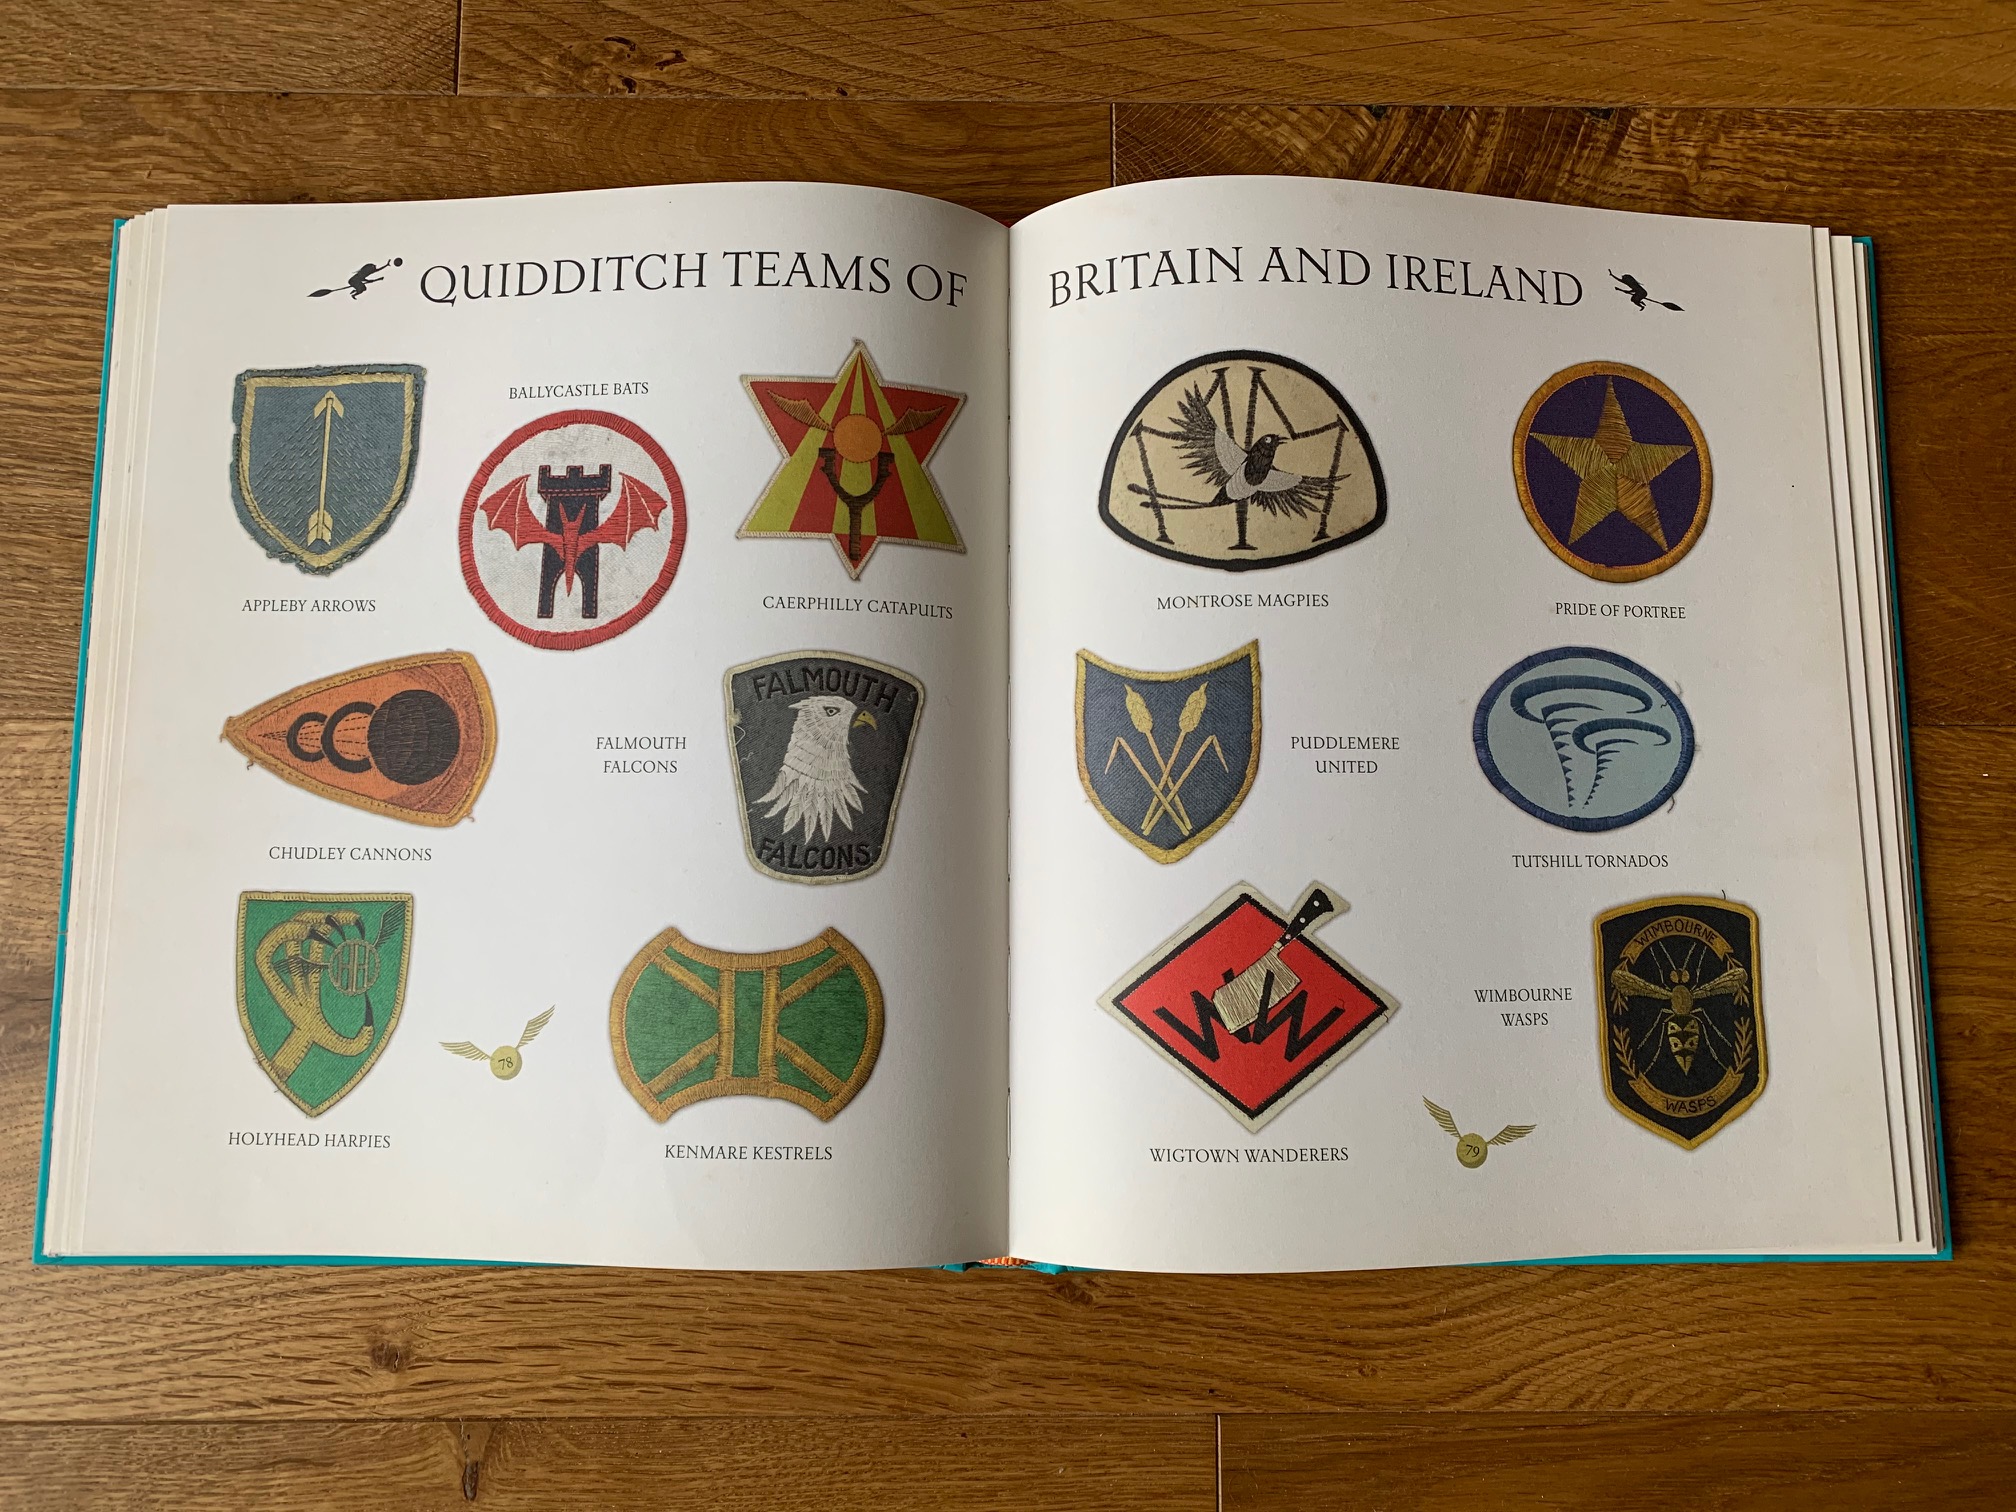 QUIDDITCH TEAMS OF
APPLEBY ARROWS
BALLYCASTLE BATS
CAERPHILLY CATAPULTS
CC
CHUDLEY CANNONS
FALMOUTH
FALCONS
FALMOUTH
FALCONS
HH
HOLYHEAD HARPIES
KENMARE KESTRELS
78
BRITAIN AND IRELAND
MM
MONTROSE MAGPIES
PRIDE OF PORTREE
PUDDLEMERE
UNITED
TT
TUTSHILL TORNADOS
WW
WIGTOWN WANDERERS
WIMBOURNE
WASPS
WIMBOURNE
WASPS
79